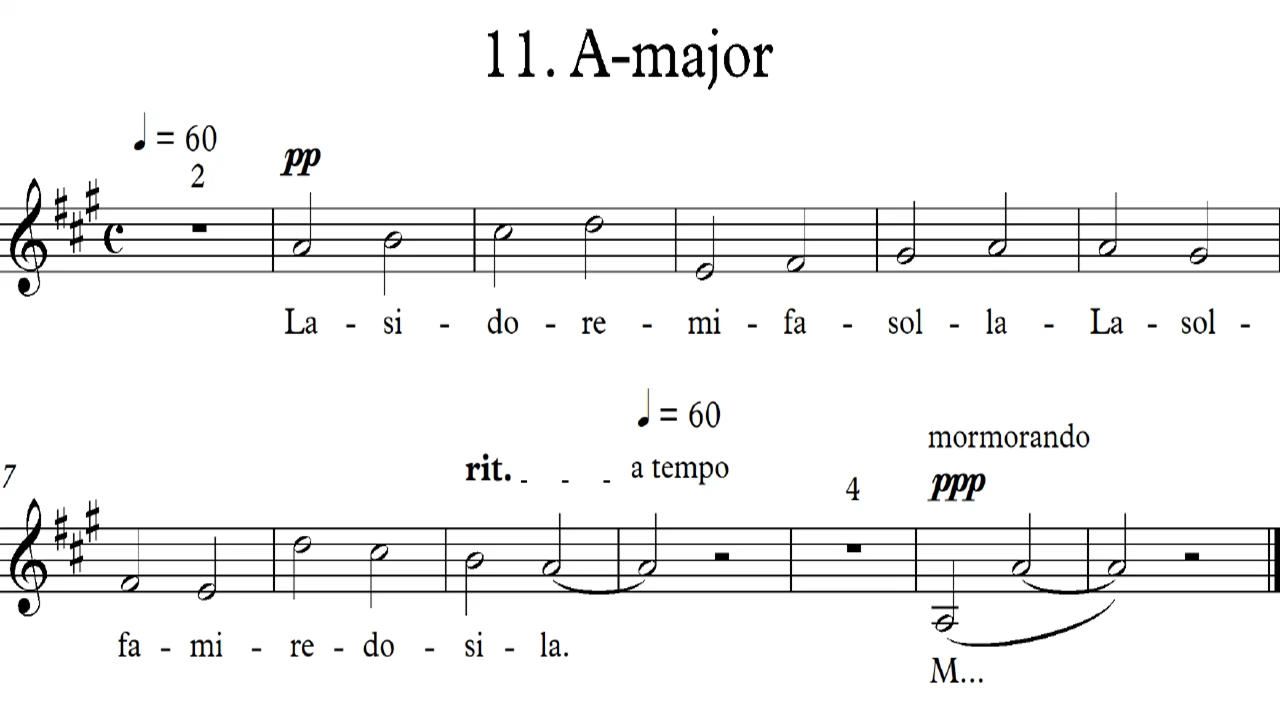 11. A-major
♩ = 60
2
pp
La - si - do - re - mi - fa - sol - la - La - sol -
♩ = 60
rit. _ _ _ a tempo
mormorando
7
4
ppp
fa - mi - re - do - si - la.
M...